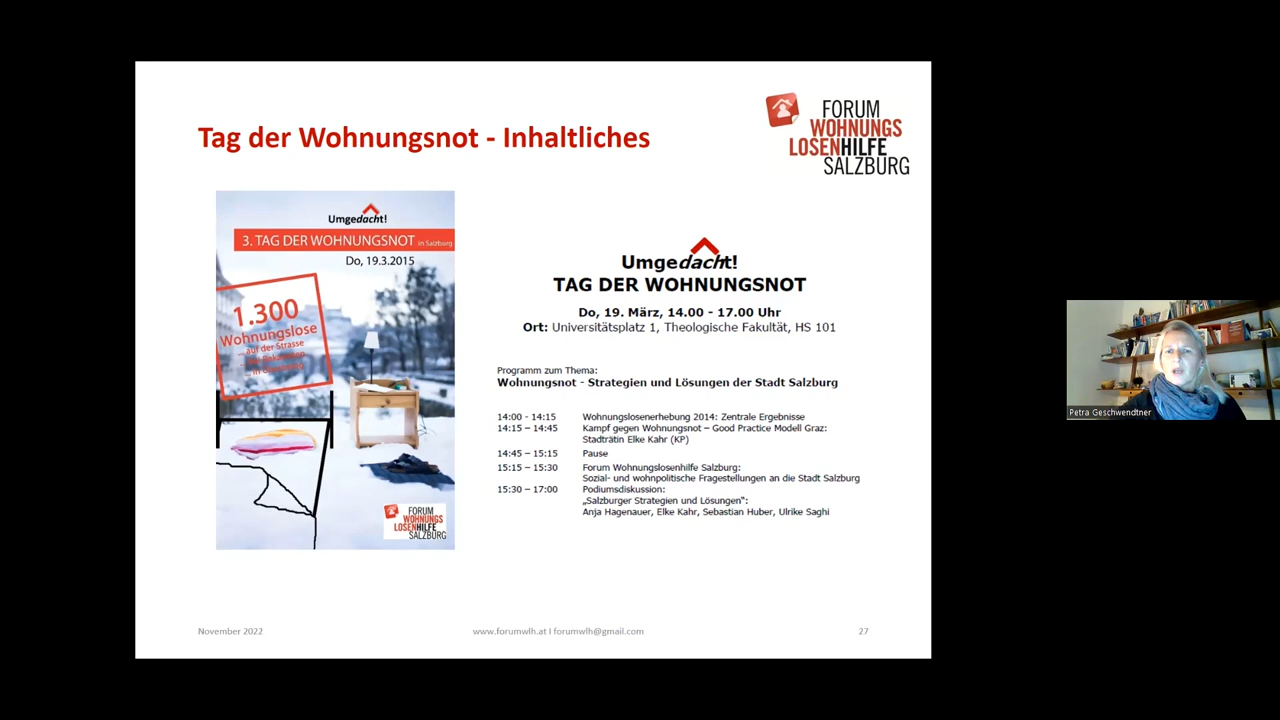 Tag der Wohnungsnot - Inhaltliches
FORUM
WOHNUNGS
LOSENHILFE
SALZBURG
Umgedacht!
3. TAG DER WOHNUNGSNOT in Salzburg
Do, 19.3.2015
1.300
Wohnungslose
... auf der Strasse
FORUM
WOHNUNGS
LOSENHILFE
SALZBURG
Umgedacht!
TAG DER WOHNUNGSNOT
Do, 19. März, 14.00 - 17.00 Uhr
Ort: Universitätsplatz 1, Theologische Fakultät, HS 101
Programm zum Thema:
Wohnungsnot - Strategien und Lösungen der Stadt Salzburg
14:00 - 14:15 Wohnungslosenerhebung 2014: Zentrale Ergebnisse
14:15 – 14:45 Kampf gegen Wohnungsnot – Good Practice Modell Graz:
Stadträtin Elke Kahr (KP)
14:45 – 15:15 Pause
15:15 – 15:30 Forum Wohnungslosenhilfe Salzburg:
Sozial- und wohnpolitische Fragestellungen an die Stadt Salzburg
15:30 – 17:00 Podiumsdiskussion:
„Salzburger Strategien und Lösungen":
Anja Hagenauer, Elke Kahr, Sebastian Huber, Ulrike Saghi
November 2022
www.forumwlh.at I forumwlh@gmail.com
27
Petra Geschwendtner